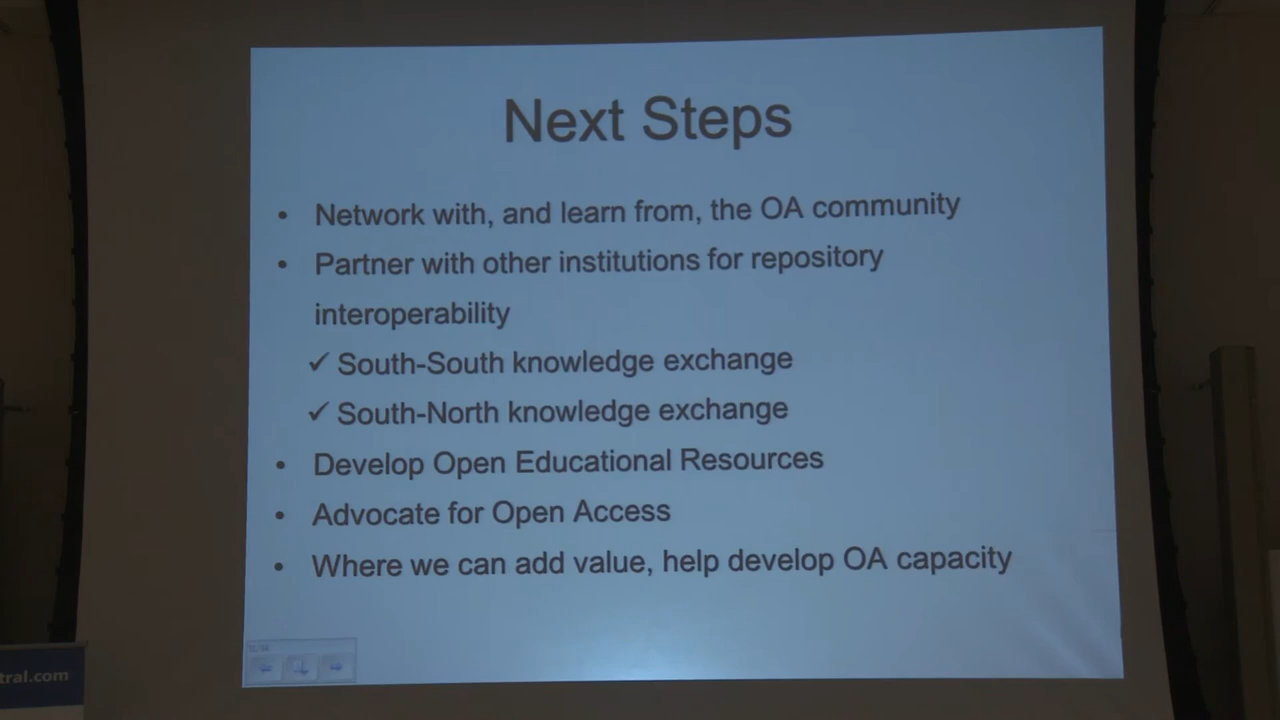 Next Steps
• Network with, and learn from, the OA community
• Partner with other institutions for repository
interoperability
✓ South-South knowledge exchange
✓ South-North knowledge exchange
• Develop Open Educational Resources
• Advocate for Open Access
• Where we can add value, help develop OA capacity
tral.com